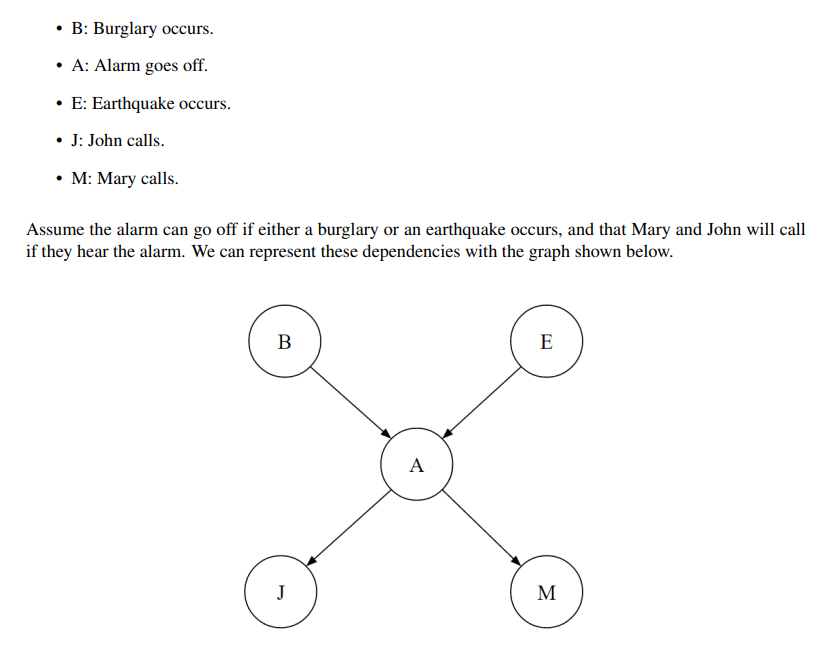 • B: Burglary occurs.
• A: Alarm goes off.
• E: Earthquake occurs.
• J: John calls.
• M: Mary calls.
Assume the alarm can go off if either a burglary or an earthquake occurs, and that Mary and John will call
if they hear the alarm. We can represent these dependencies with the graph shown below.
B
E
A
J
M